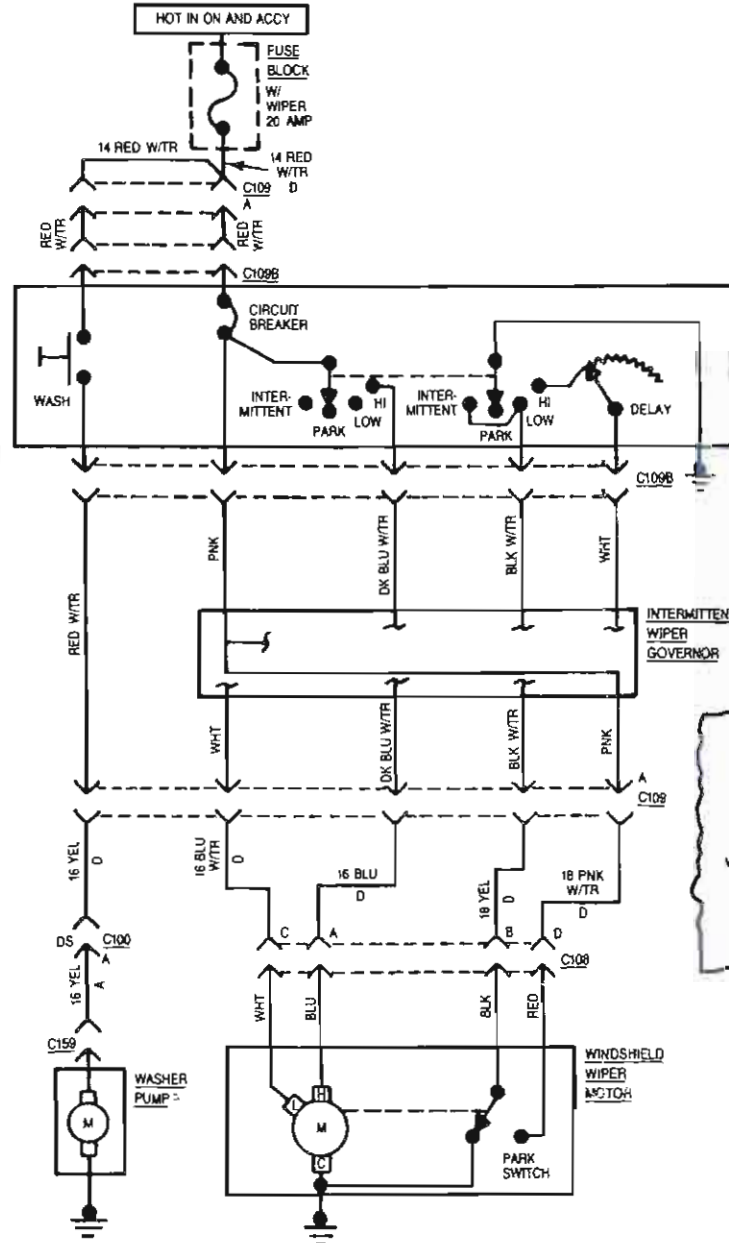 HOT IN ON AND ACCY
FUSE
BLOCK
W/
WIPER
20 AMP
14 RED W/TR
14 RED
W/TR
D
C109
A
RED
W/TR
RED
W/TR
C109B
CIRCUIT
BREAKER
WASH
INTER-
MITTENT
PARK
LOW
HI
INTER-
MITTENT
PARK
LOW
HI
DELAY
C109B
RED W/TR
PNK
DK BLU W/TR
BLK W/TR
WHT
INTERMITTEN
WIPER
GOVERNOR
WHT
DK BLU W/TR
BLK W/TR
PNK
A
C109
16 YEL
D
16 BLU
W/TR
D
16 BLU
D
18 YEL
D
18 PNK
W/TR
D
DS
C100
A
C
A
B
D
C108
16 YEL
A
WHT
BLU
BLK
RED
C159
WASHER
PUMP
M
WINDSHIELD
WIPER
MOTOR
L
H
M
C
PARK
SWITCH